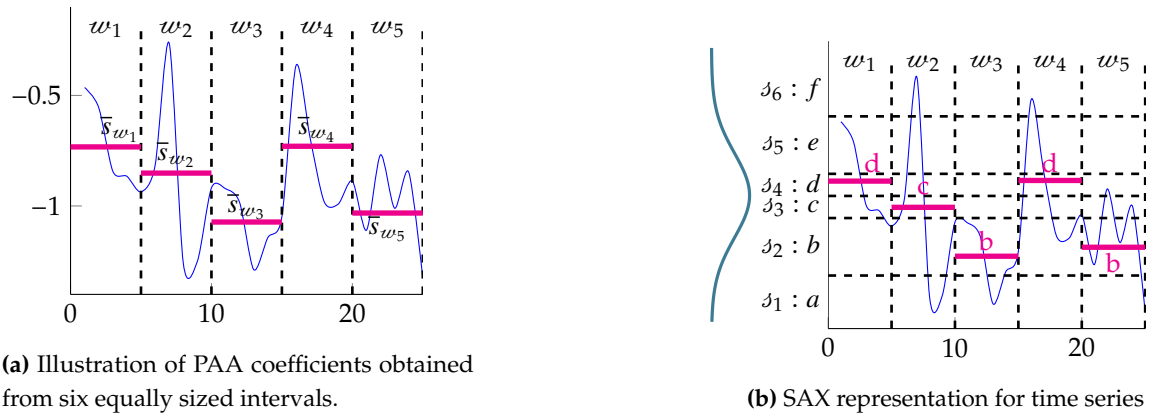 w₁ w₂ w₃ w₄ w₅
−0.5
s̅w₁
s̅w₄
s̅w₂
−1
s̅w₃
s̅w₅
0 10 20
(a) Illustration of PAA coefficients obtained
from six equally sized intervals.
w₁ w₂ w₃ w₄ w₅
s₆ : f
s₅ : e
d d
s₄ : d
c
s₃ : c
s₂ : b
b
b
s₁ : a
0 10 20
(b) SAX representation for time series